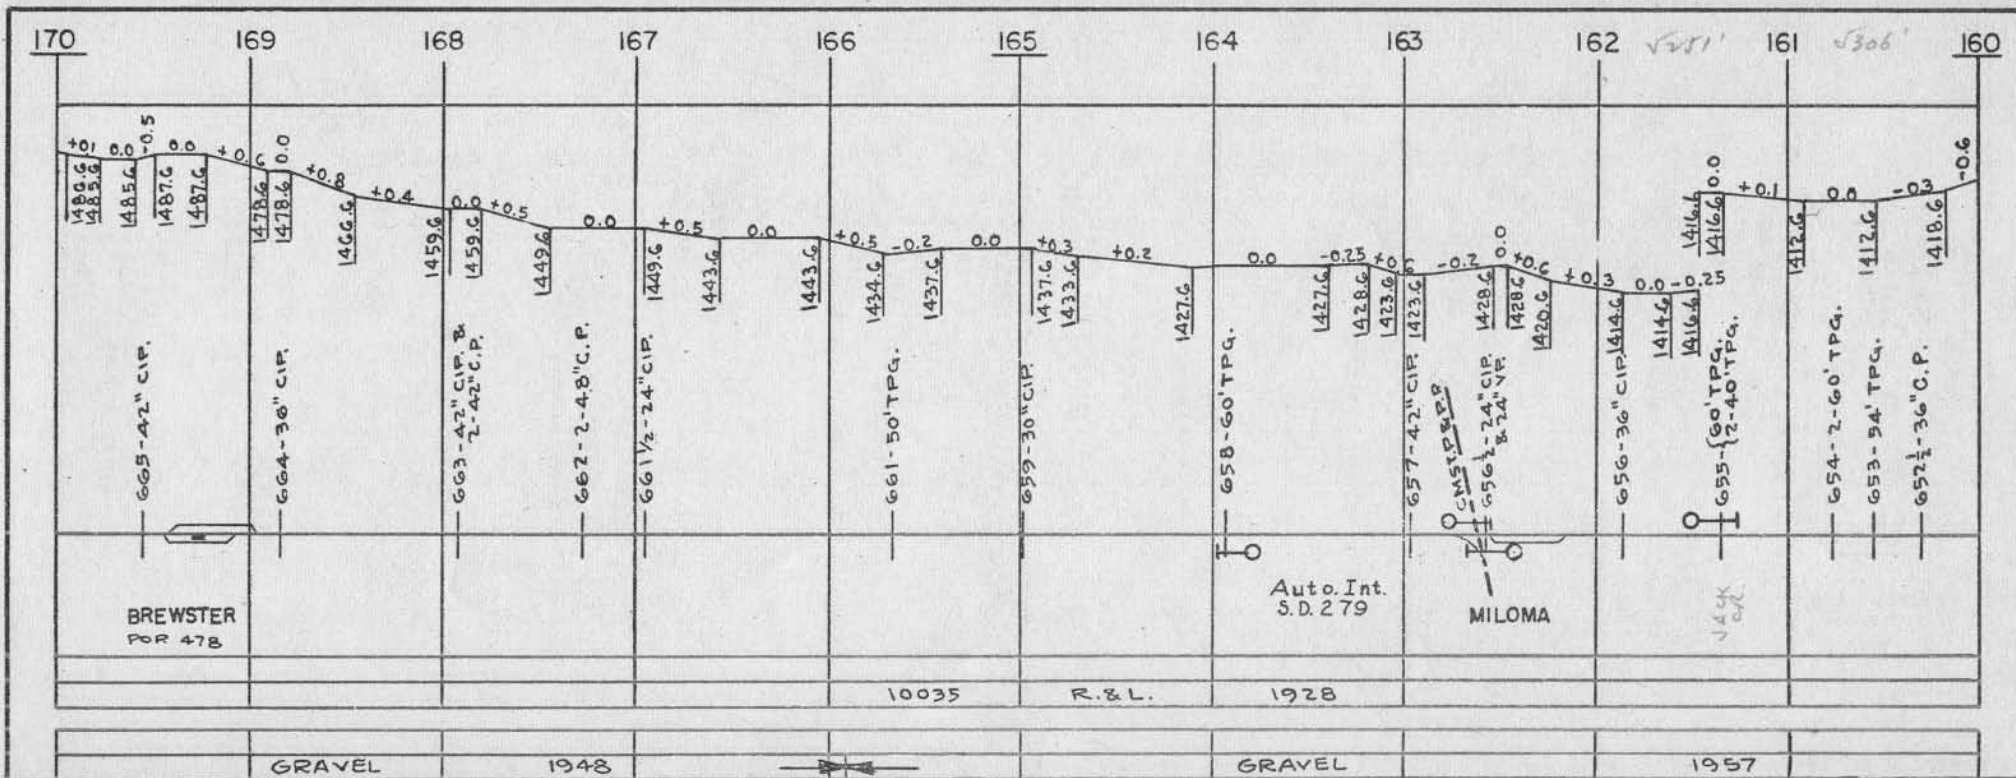 170 169 168 167 166 165 164 163 162 √251' 161 √306' 160
+01 0.0 -0.5 0.0 +0.6 0.0 +0.8 +0.4 0.0 +0.5 0.0 +0.5 0.0 +0.5 -0.2 0.0 +0.3 +0.2 0.0 -0.25 +0.6 -0.2 0.0 +0.6 +0.3 0.0 -0.25 0.0 +0.1 0.0 -0.3 -0.6
1486.6 1485.6 1485.6 1487.6 1487.6 1478.6 1478.6 1466.6 1459.6 1459.6 1449.6 1449.6 1443.6 1443.6 1434.6 1437.6 1437.6 1433.6 1427.6 1427.6 1428.6 1423.6 1423.6 1428.6 1428.6 1420.6 1414.6 1414.6 1416.6 1416.6 1416.6 1412.6 1412.6 1418.6
665-42" CIP.
664-36" CIP.
663-42" CIP. &
2-42" C.P.
662-2-48" C.P.
661 1/2-24" CIP.
661-50' TPG.
659-30" CIP.
658-60' TPG.
657-42" CIP.
C.M.ST.P.&P.P
656½-24" CIP.
& 24" VP.
656-36" CIP.
655-{60' TPG.
{2-40' TPG.
654-2-60' TPG.
653-54' TPG.
652½-36" C.P.
BREWSTER
POP 478
Auto. Int.
S.D. 279
MILOMA
10035 R.&L. 1928
GRAVEL 1948 GRAVEL 1957